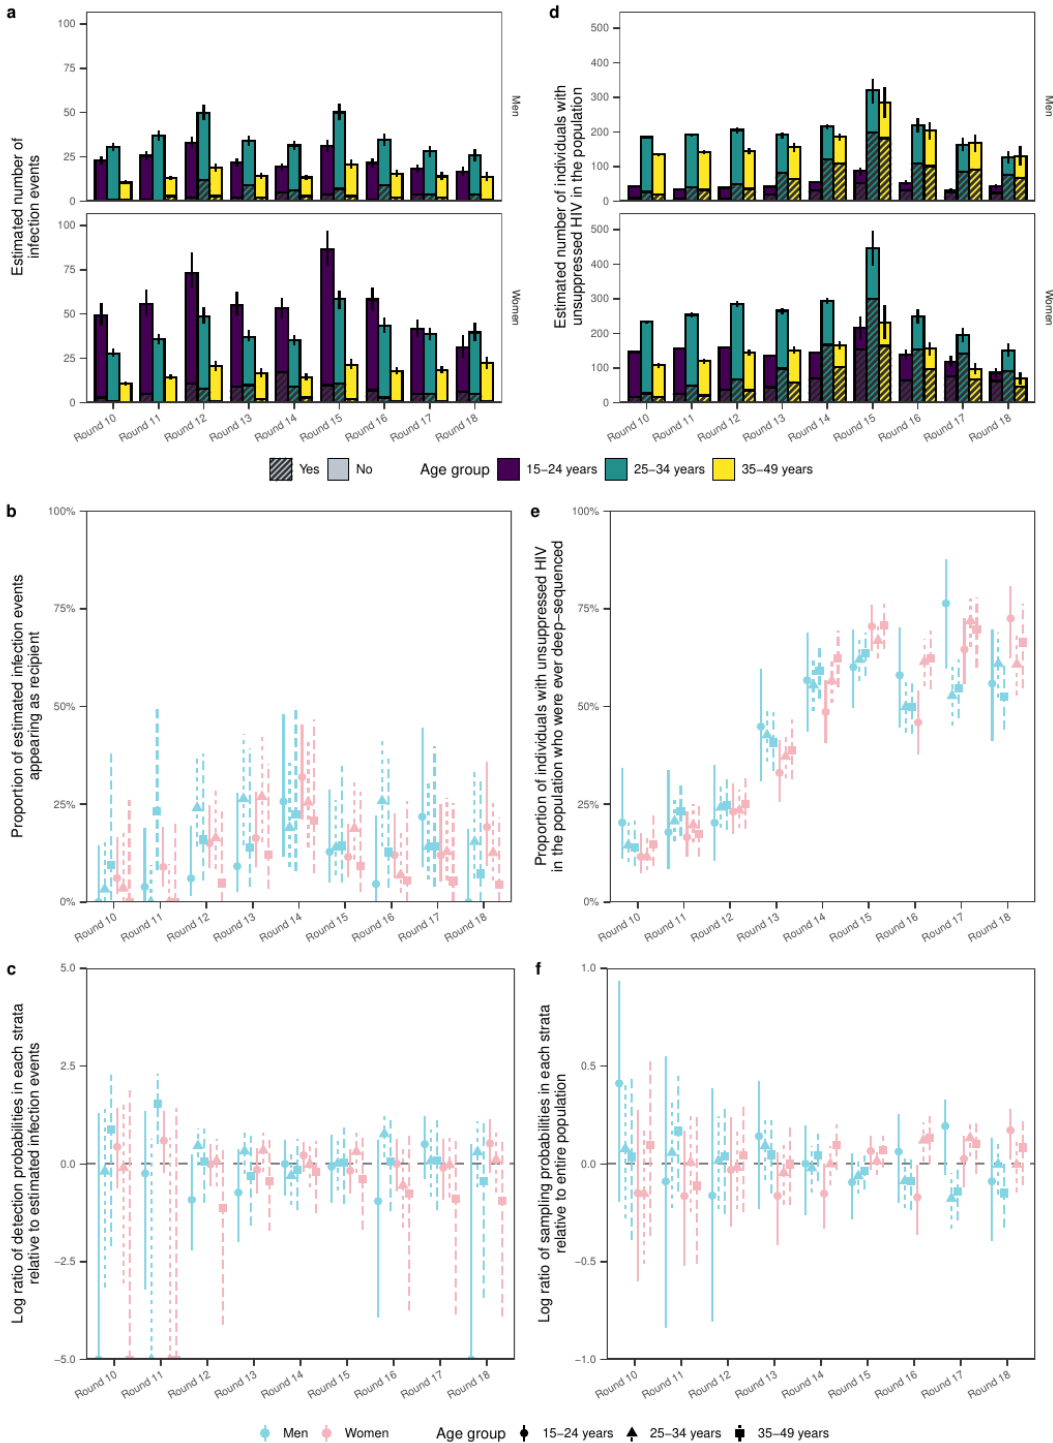 a
100
75
50
25
0
Men
100
75
50
25
0
Women
Estimated number of
infection events
Round 10 Round 11 Round 12 Round 13 Round 14 Round 15 Round 16 Round 17 Round 18
d
500
400
300
200
100
0
Men
500
400
300
200
100
0
Women
Estimated number of individuals with
unsuppressed HIV in the population
Round 10 Round 11 Round 12 Round 13 Round 14 Round 15 Round 16 Round 17 Round 18
Yes No Age group 15–24 years 25–34 years 35–49 years
b
100%
75%
50%
25%
0%
Proportion of estimated infection events
appearing as recipient
Round 10 Round 11 Round 12 Round 13 Round 14 Round 15 Round 16 Round 17 Round 18
e
100%
75%
50%
25%
0%
Proportion of individuals with unsuppressed HIV
in the population who were ever deep−sequenced
Round 10 Round 11 Round 12 Round 13 Round 14 Round 15 Round 16 Round 17 Round 18
c
5.0
2.5
0.0
−2.5
−5.0
Log ratio of detection probabilities in each strata
relative to estimated infection events
Round 10 Round 11 Round 12 Round 13 Round 14 Round 15 Round 16 Round 17 Round 18
f
1.0
0.5
0.0
−0.5
−1.0
Log ratio of sampling probabilities in each strata
relative to entire population
Round 10 Round 11 Round 12 Round 13 Round 14 Round 15 Round 16 Round 17 Round 18
Men Women Age group 15−24 years 25−34 years 35−49 years